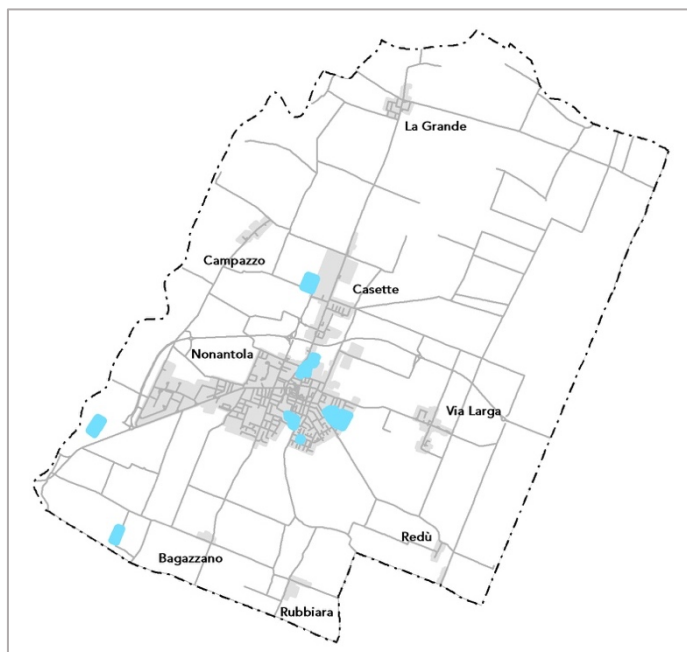 La Grande
Campazzo
Casette
Nonantola
Via Larga
Redù
Bagazzano
Rubbiara